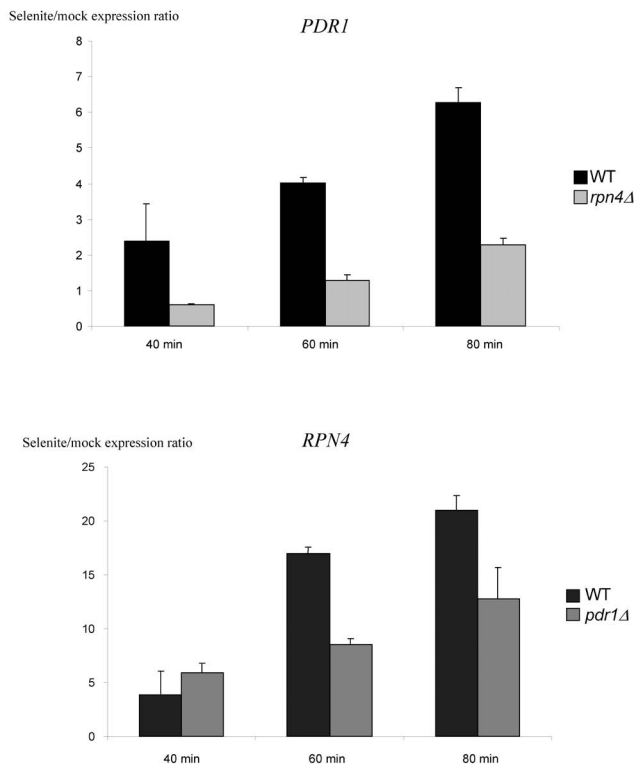 Selenite/mock expression ratio
PDR1
8
7
6
5
4
3
2
1
0
40 min
60 min
80 min
WT
rpn4Δ
Selenite/mock expression ratio
RPN4
25
20
15
10
5
0
40 min
60 min
80 min
WT
pdr1Δ